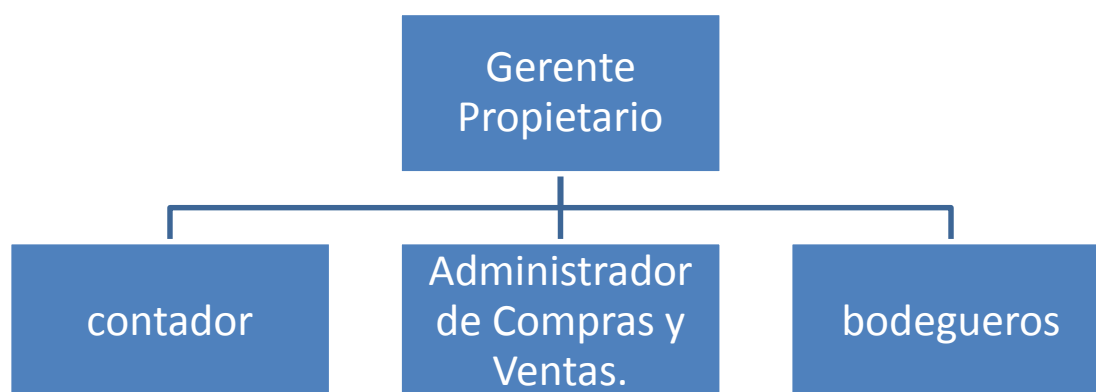 Gerente
Propietario
contador
Administrador
de Compras y
Ventas.
bodegueros